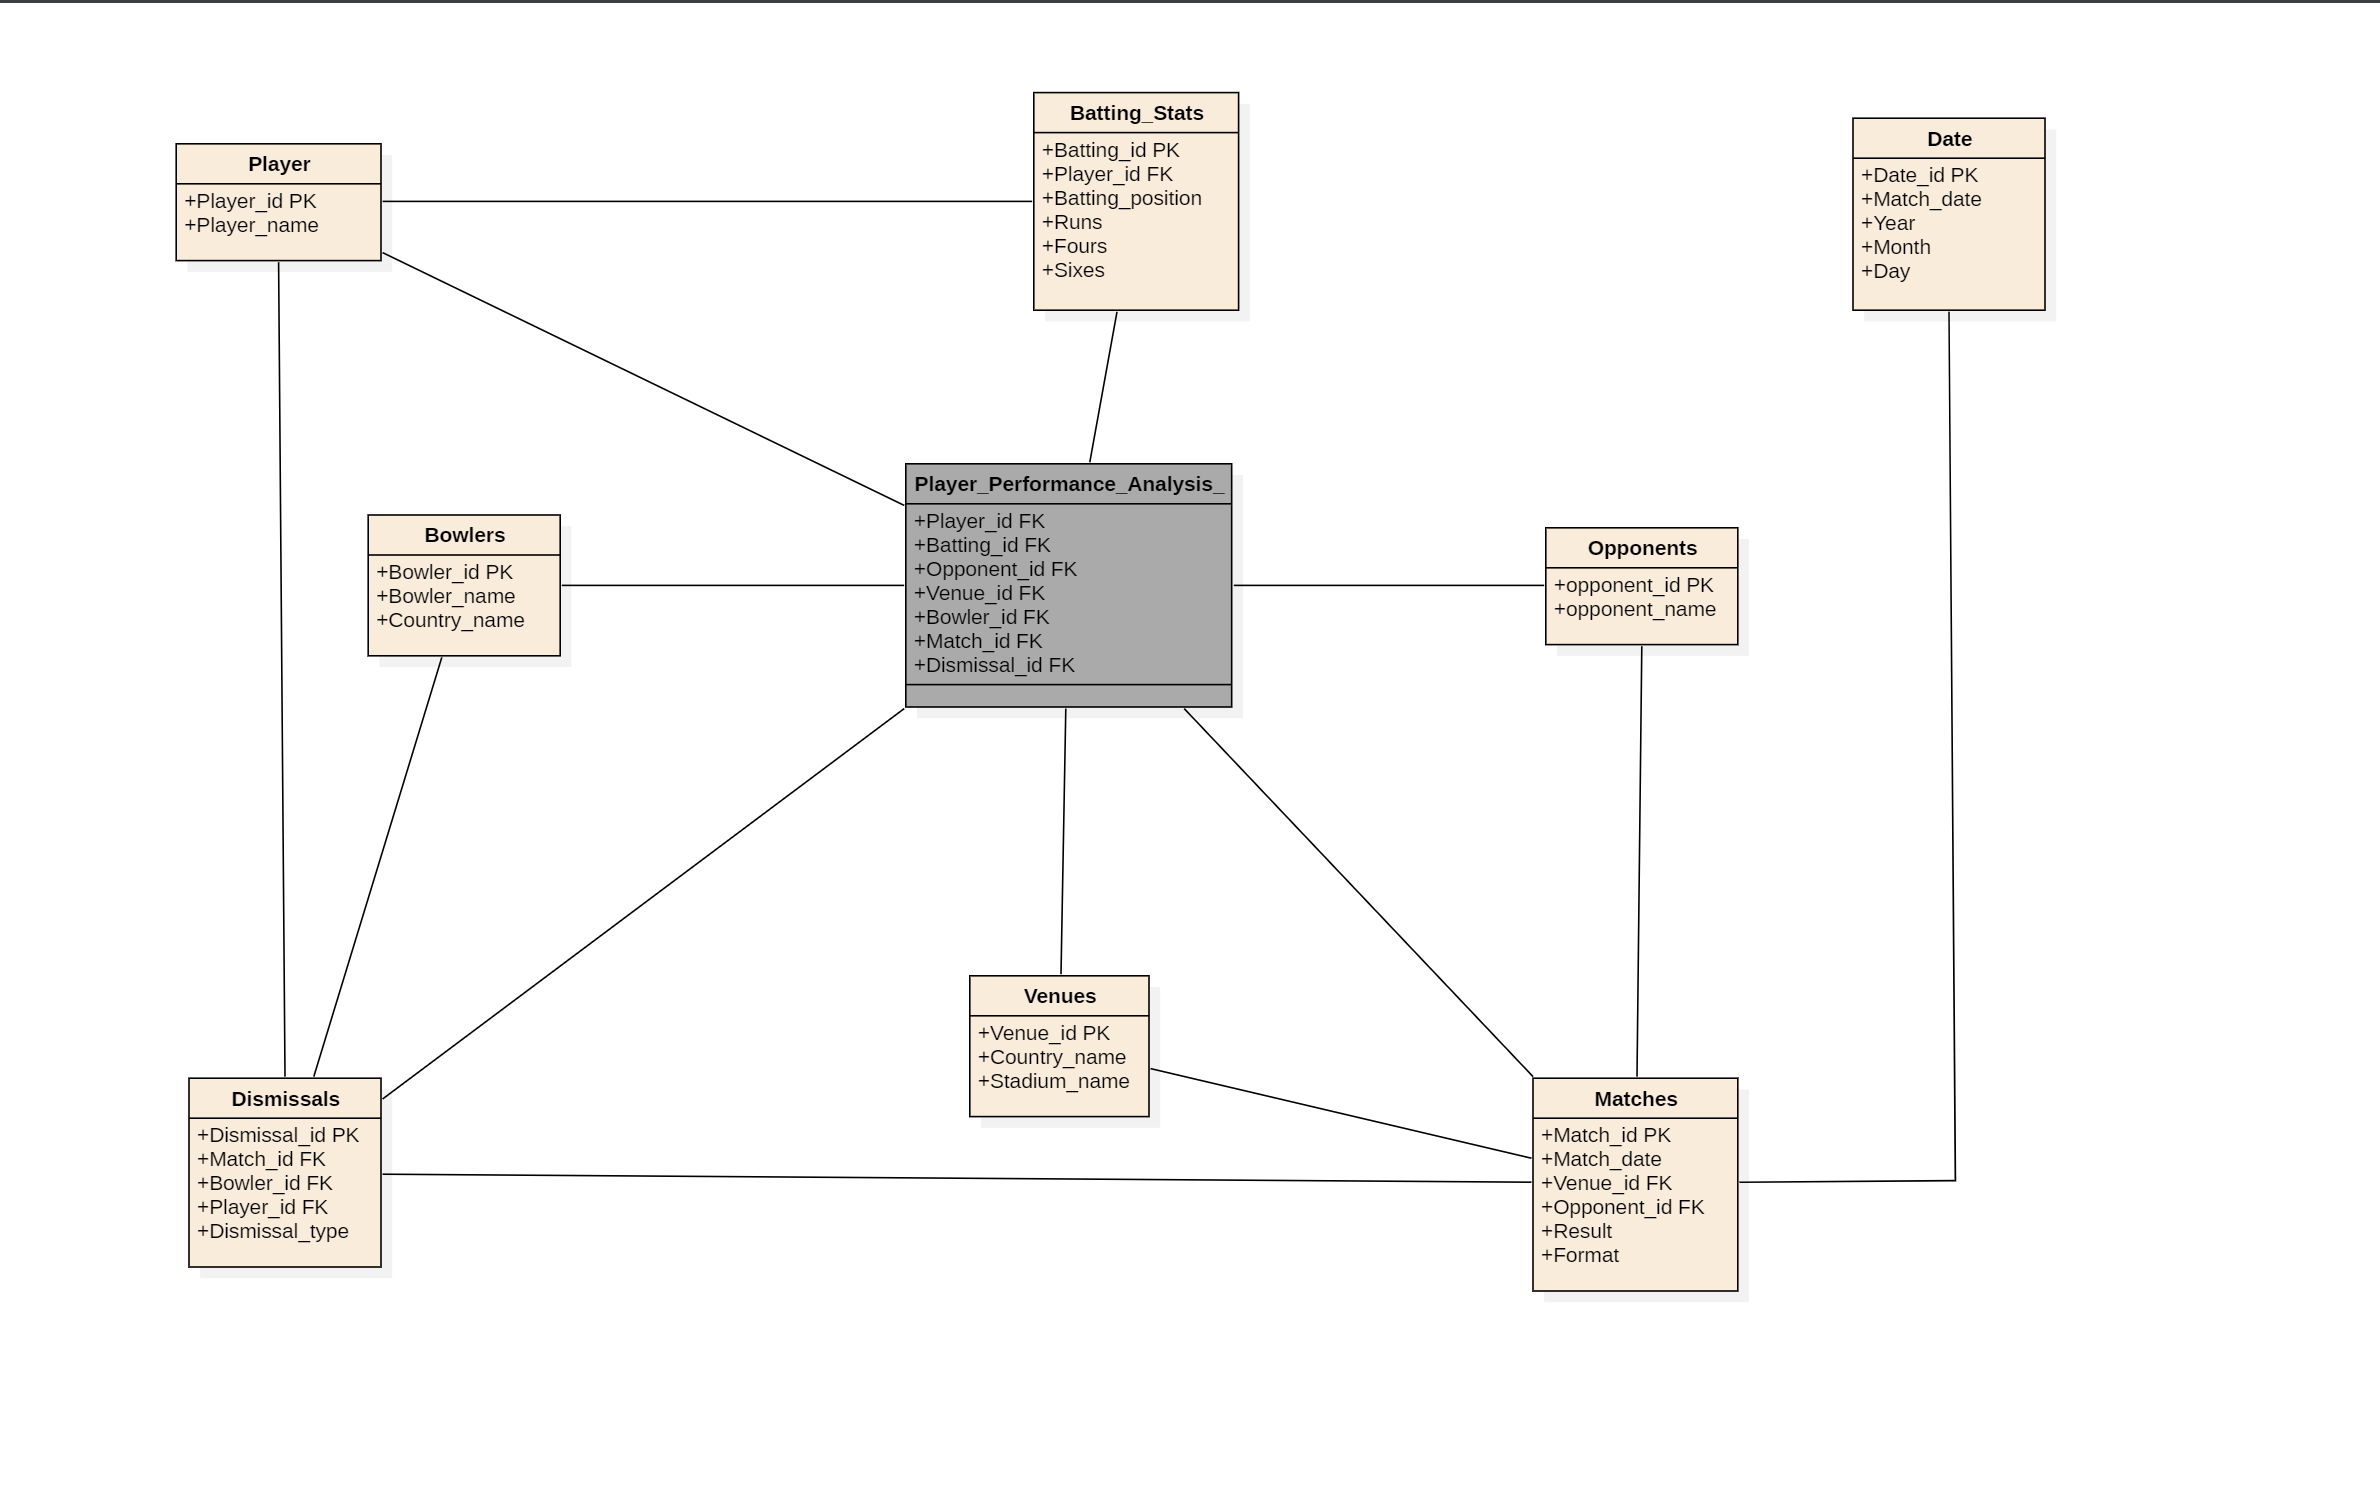 Batting_Stats
+Batting_id PK
+Player_id FK
+Batting_position
+Runs
+Fours
+Sixes
Date
+Date_id PK
+Match_date
+Year
+Month
+Day
Player
+Player_id PK
+Player_name
Player_Performance_Analysis_
+Player_id FK
+Batting_id FK
+Opponent_id FK
+Venue_id FK
+Bowler_id FK
+Match_id FK
+Dismissal_id FK
Bowlers
+Bowler_id PK
+Bowler_name
+Country_name
Opponents
+opponent_id PK
+opponent_name
Venues
+Venue_id PK
+Country_name
+Stadium_name
Dismissals
+Dismissal_id PK
+Match_id FK
+Bowler_id FK
+Player_id FK
+Dismissal_type
Matches
+Match_id PK
+Match_date
+Venue_id FK
+Opponent_id FK
+Result
+Format